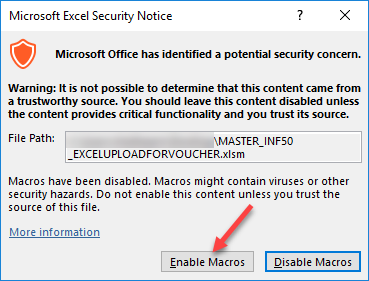 Microsoft Excel Security Notice
Microsoft Office has identified a potential security concern.
Warning: It is not possible to determine that this content came from
a trustworthy source. You should leave this content disabled unless
the content provides critical functionality and you trust its source.
File Path:
\MASTER_INF50
_EXCELUPLOADFORVOUCHER.xlsm
Macros have been disabled. Macros might contain viruses or other
security hazards. Do not enable this content unless you trust the
source of this file.
More information
Enable Macros
Disable Macros